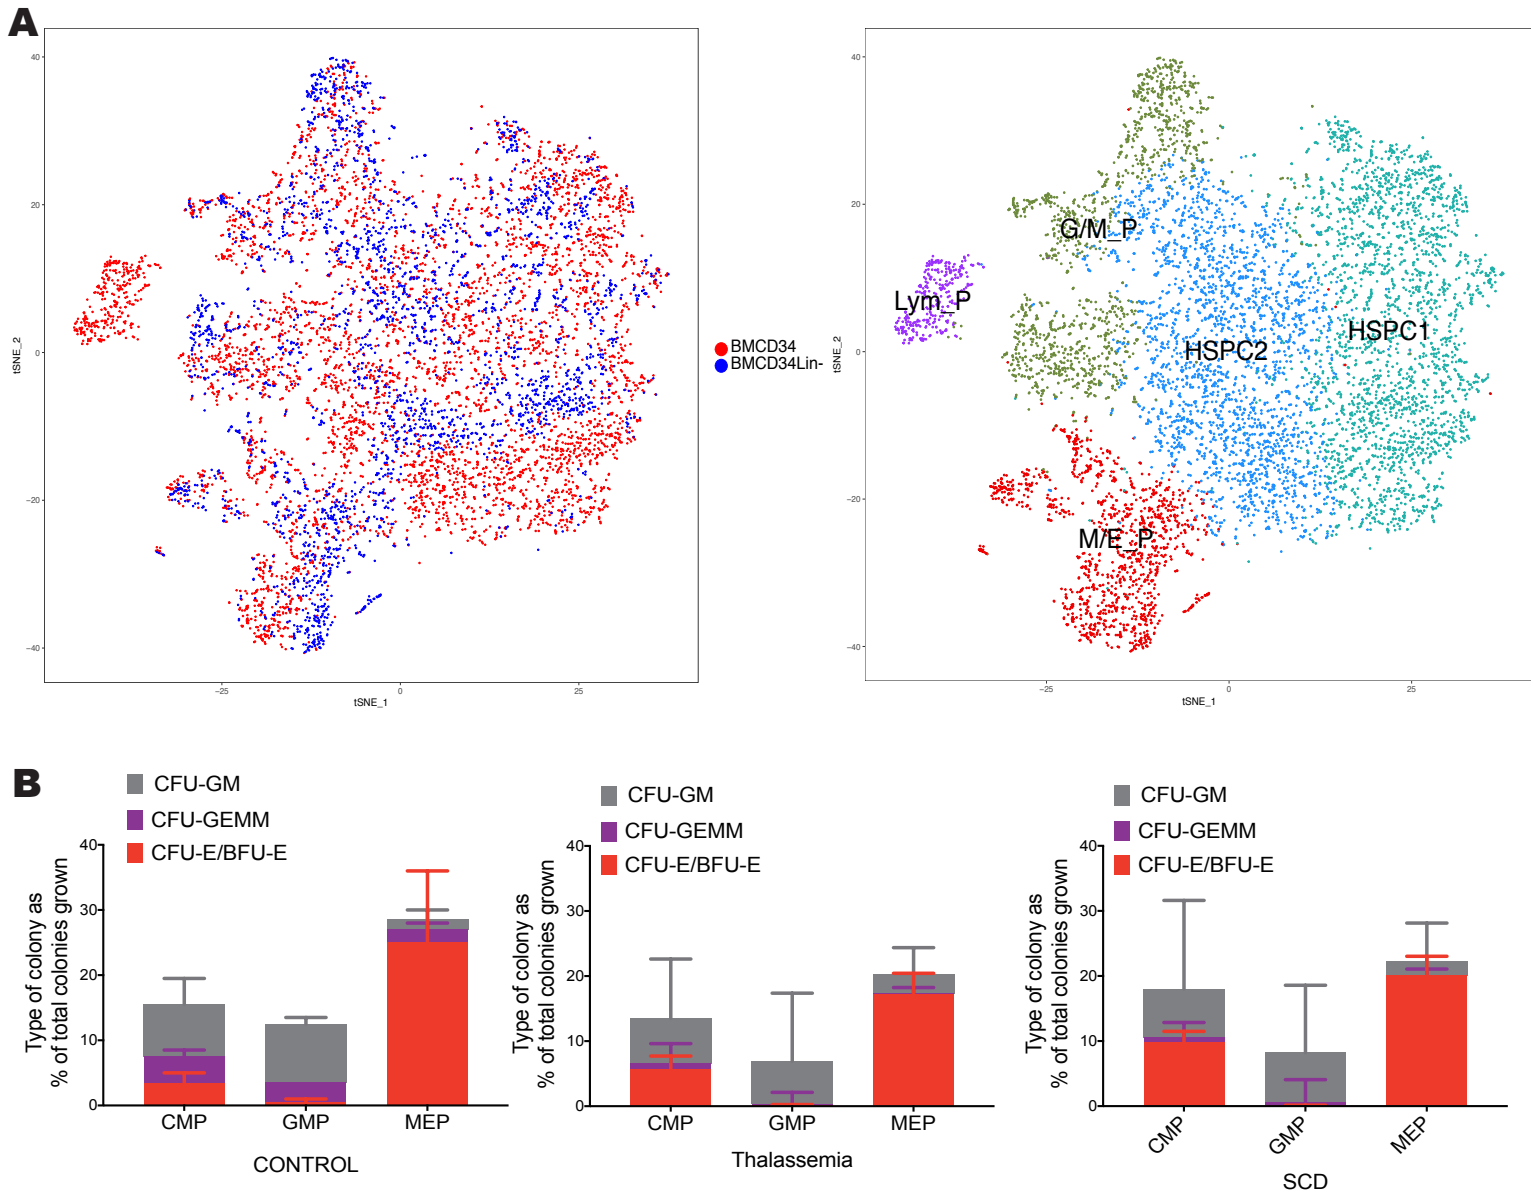 A
40
20
0
−20
−40
tSNE_2
−25
0
25
tSNE_1
BMCD34
BMCD34Lin-
40
20
0
−20
−40
tSNE_2
G/M_P
Lym_P
HSPC2
HSPC1
M/E_P
−25
0
25
tSNE_1
B
CFU-GM
CFU-GEMM
CFU-E/BFU-E
Type of colony as
% of total colonies grown
40
30
20
10
0
CMP
GMP
MEP
CONTROL
CFU-GM
CFU-GEMM
CFU-E/BFU-E
Type of colony as
% of total colonies grown
40
30
20
10
0
CMP
GMP
MEP
Thalassemia
CFU-GM
CFU-GEMM
CFU-E/BFU-E
Type of colony as
% of total colonies grown
40
30
20
10
0
CMP
GMP
MEP
SCD